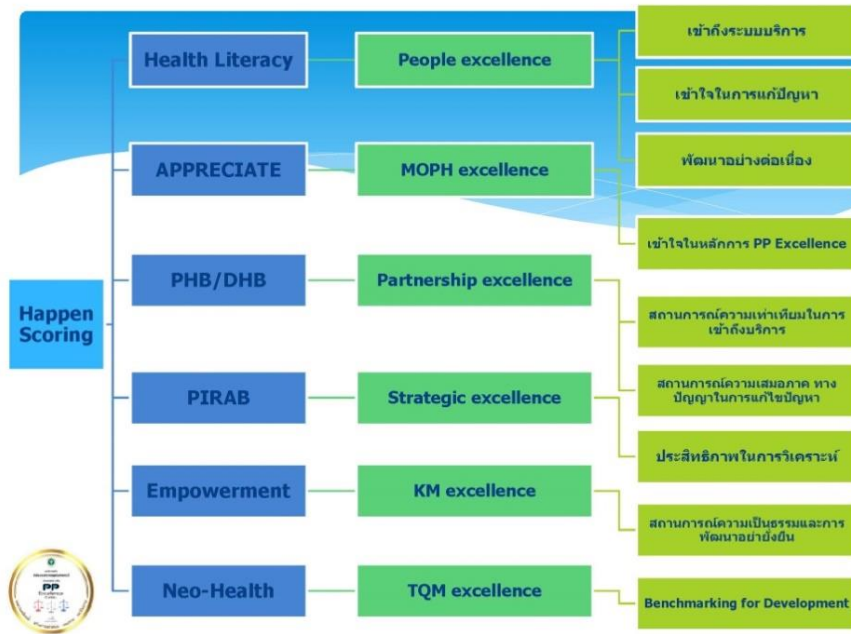 Happen
Scoring
Health Literacy
People excellence
เข้าถึงระบบบริการ
เข้าใจในการแก้ปัญหา
พัฒนาอย่างต่อเนื่อง
APPRECIATE
MOPH excellence
เข้าใจในหลักการ PP Excellence
PHB/DHB
Partnership excellence
สถานการณ์ความเท่าเทียมในการ
เข้าถึงบริการ
สถานการณ์ความเสมอภาค ทาง
ปัญญาในการแก้ไขปัญหา
PIRAB
Strategic excellence
ประสิทธิภาพในการวิเคราะห์
Empowerment
KM excellence
สถานการณ์ความเป็นธรรมและการ
พัฒนาอย่ายั่งยืน
Neo-Health
TQM excellence
Benchmarking for Development
PP
Excellence